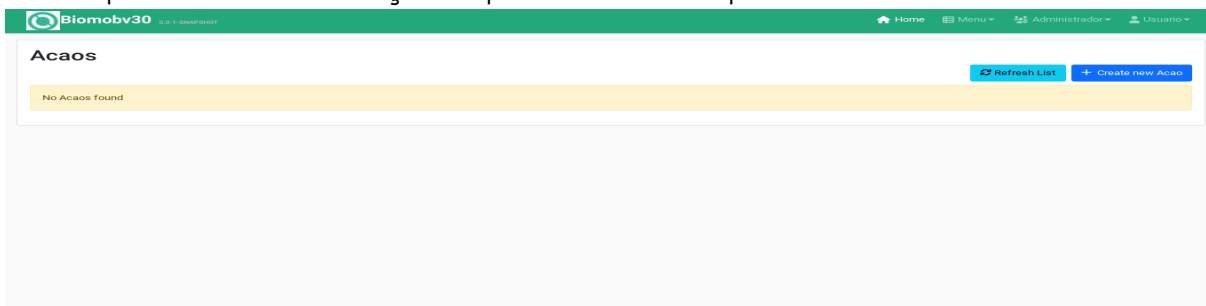 Biomobv30 0.0.1-SNAPSHOT Home Menu Administrador Usuario
Acaos
Refresh List + Create new Acao
No Acaos found